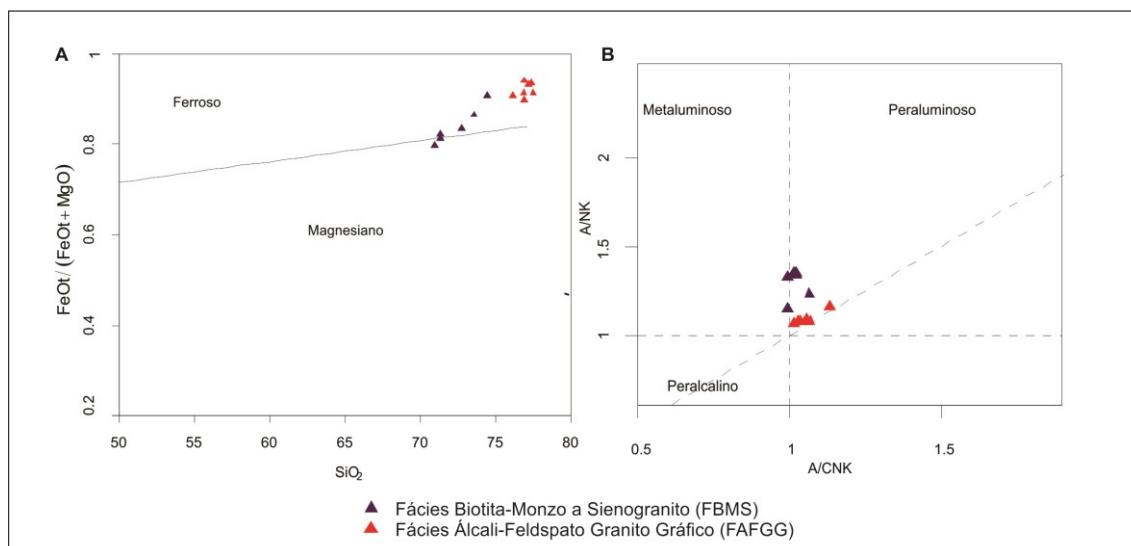 A
FeOt/(FeOt+MgO)
1
0.8
0.6
0.4
0.2
Ferroso
Magnesiano
50 55 60 65 70 75 80
SiO₂
B
A/NK
2
1.5
1
Metaluminoso
Peraluminoso
Peralcalino
0.5 1 1.5
A/CNK
Fácies Biotita-Monzo a Sienogranito (FBMS)
Fácies Álcali-Feldspato Granito Gráfico (FAFGG)